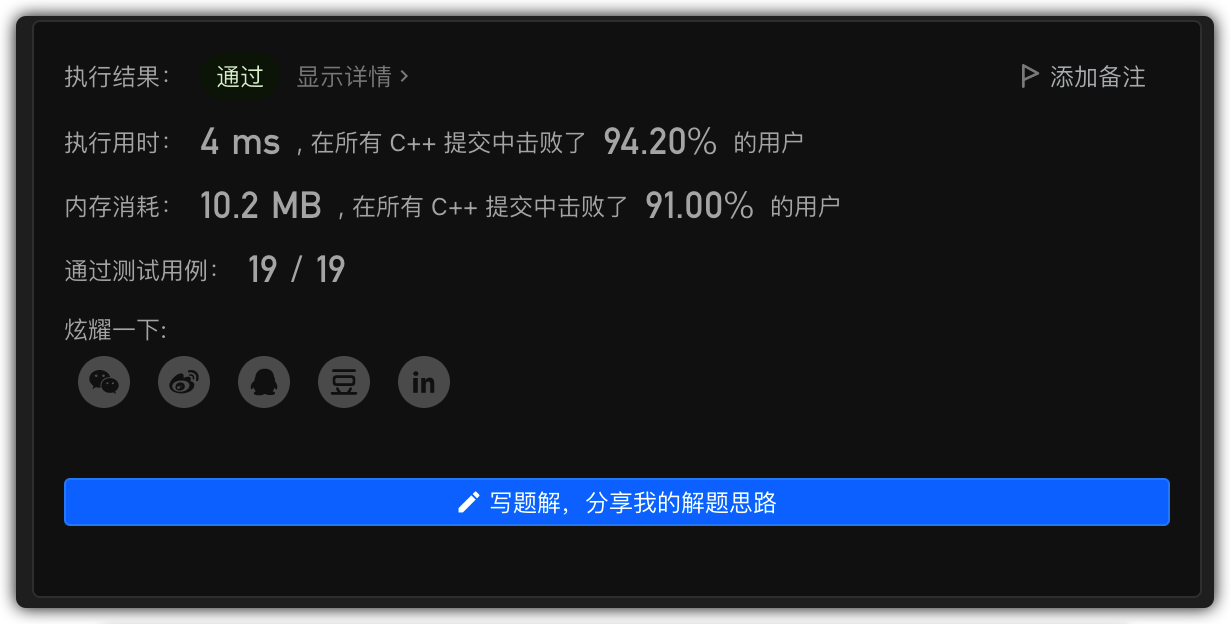 执行结果： 通过 显示详情 › 添加备注
执行用时： 4 ms , 在所有 C++ 提交中击败了 94.20% 的用户
内存消耗： 10.2 MB , 在所有 C++ 提交中击败了 91.00% 的用户
通过测试用例： 19 / 19
炫耀一下:
豆 in
写题解，分享我的解题思路